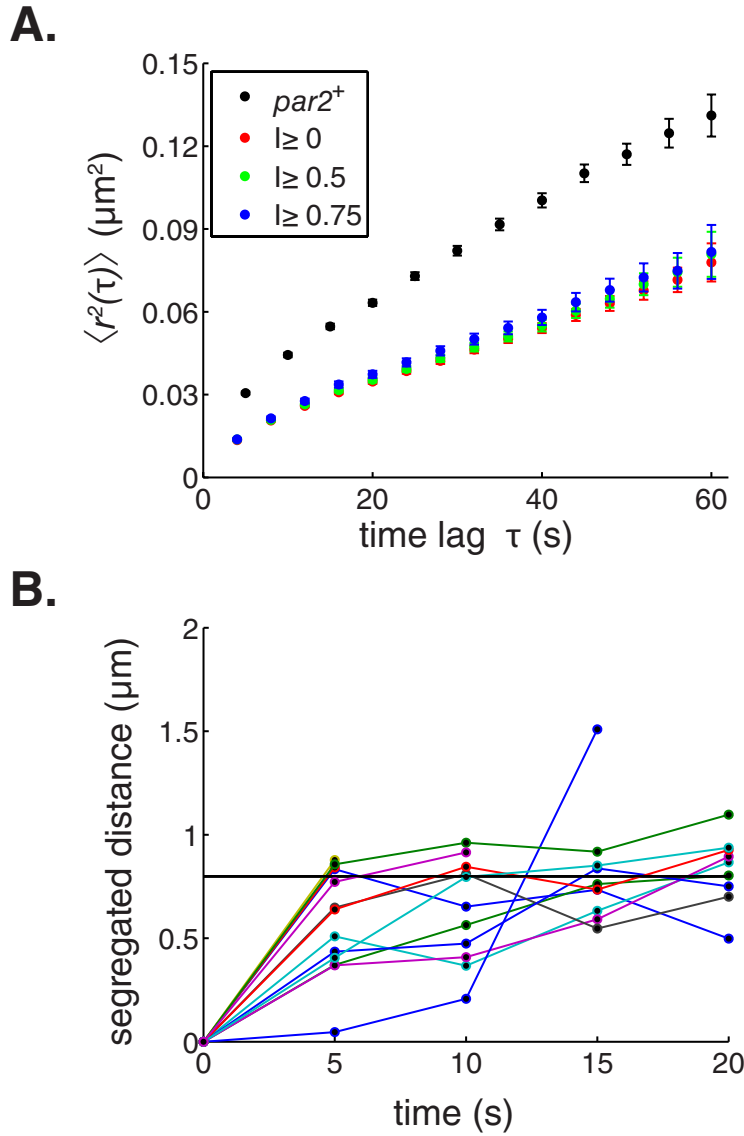 A.
⟨r²(τ)⟩ (μm²)
0.15
0.12
0.09
0.06
0.03
0
par2⁺
I≥ 0
I≥ 0.5
I≥ 0.75
0 20 40 60
time lag τ (s)
B.
segregated distance (μm)
2
1.5
1
0.5
0
0 5 10 15 20
time (s)